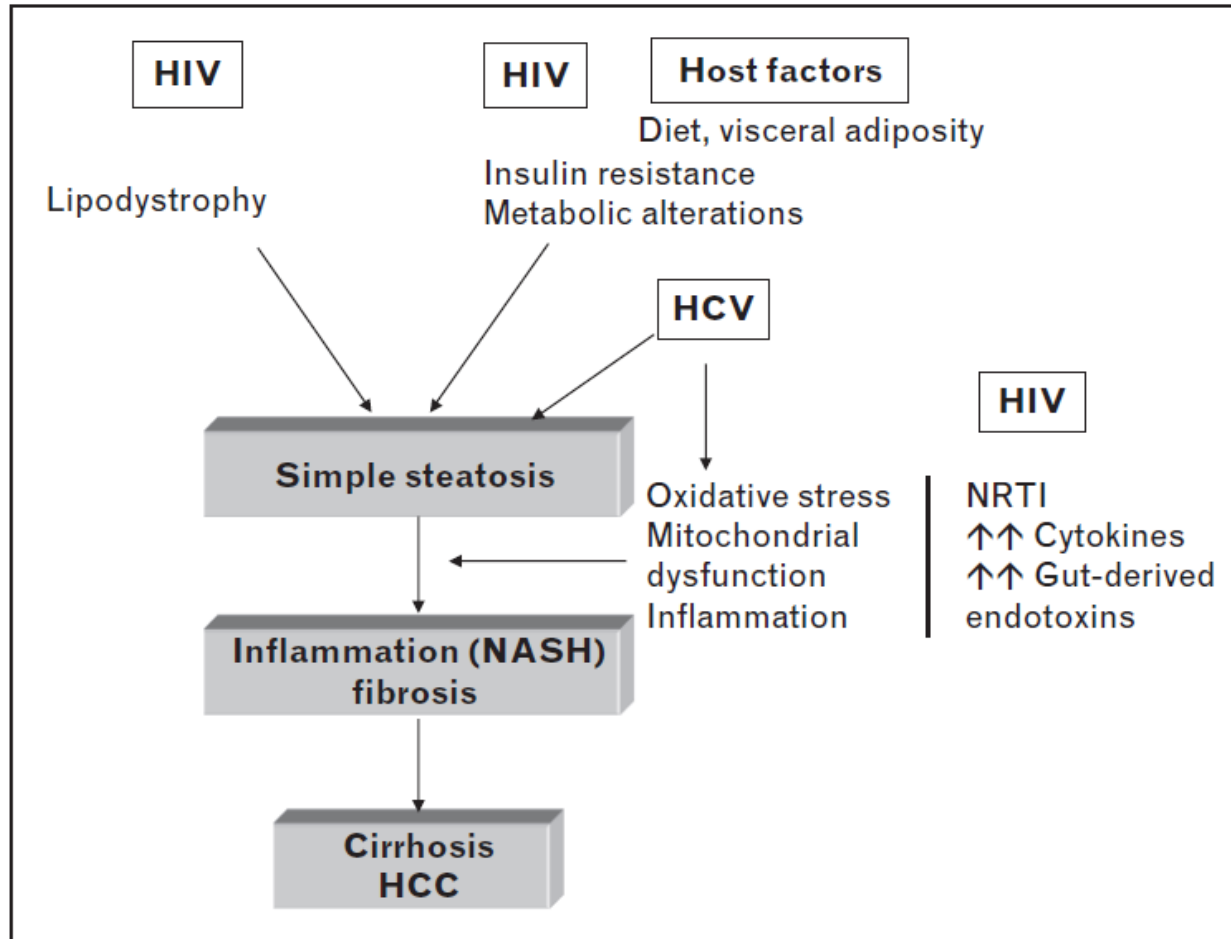 HIV
HIV
Host factors
Diet, visceral adiposity
Lipodystrophy
Insulin resistance
Metabolic alterations
HCV
HIV
Simple steatosis
Oxidative stress
Mitochondrial
dysfunction
Inflammation
NRTI
↑↑ Cytokines
↑↑ Gut-derived
endotoxins
Inflammation (NASH)
fibrosis
Cirrhosis
HCC